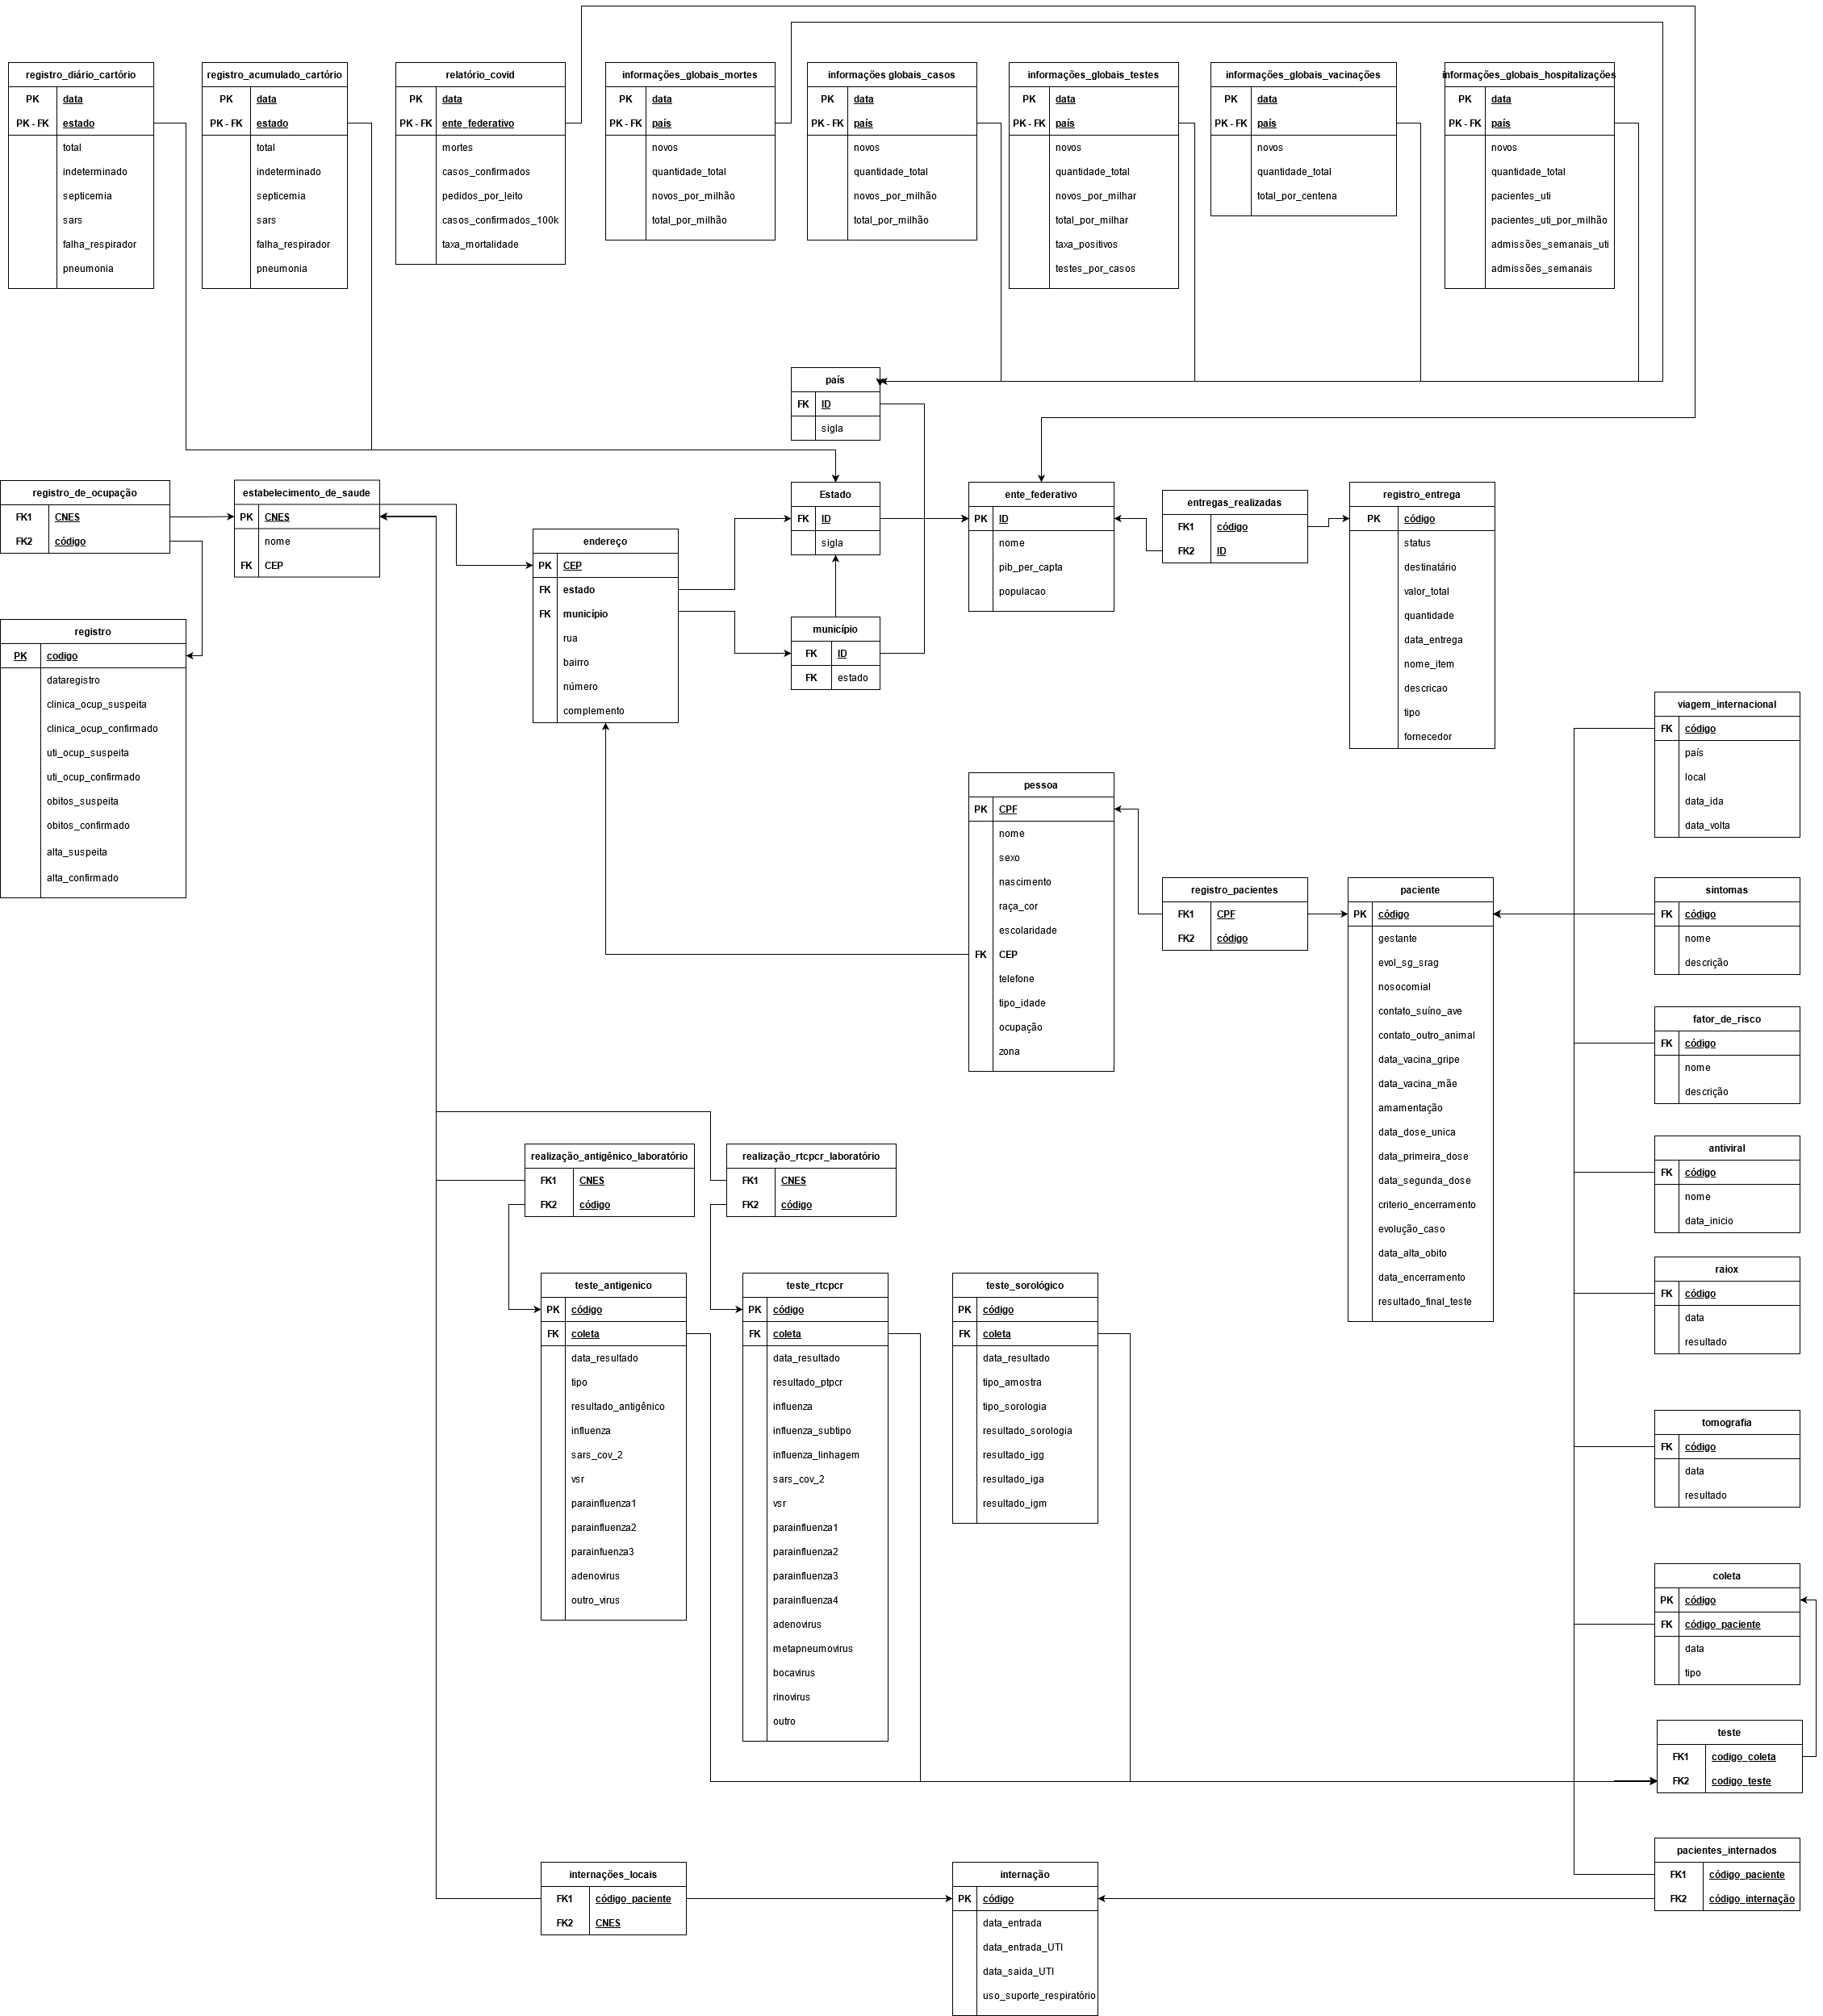 registro_diário_cartório
PK data
PK - FK estado
total
indeterminado
septicemia
sars
falha_respirador
pneumonia
registro_acumulado_cartório
PK data
PK - FK estado
total
indeterminado
septicemia
sars
falha_respirador
pneumonia
relatório_covid
PK data
PK - FK ente_federativo
mortes
casos_confirmados
pedidos_por_leito
casos_confirmados_100k
taxa_mortalidade
informações_globais_mortes
PK data
PK - FK país
novos
quantidade_total
novos_por_milhão
total_por_milhão
informações globais_casos
PK data
PK - FK país
novos
quantidade_total
novos_por_milhão
total_por_milhão
informações_globais_testes
PK data
PK - FK país
novos
quantidade_total
novos_por_milhar
total_por_milhar
taxa_positivos
testes_por_casos
informações_globais_vacinações
PK data
PK - FK país
novos
quantidade_total
total_por_centena
informações_globais_hospitalizações
PK data
PK - FK país
novos
quantidade_total
pacientes_uti
pacientes_uti_por_milhão
admissões_semanais_uti
admissões_semanais
país
FK ID
sigla
registro_de_ocupação
FK1 CNES
FK2 código
estabelecimento_de_saude
PK CNES
nome
FK CEP
endereço
PK CEP
FK estado
FK município
rua
bairro
número
complemento
Estado
FK ID
sigla
município
FK ID
FK estado
ente_federativo
PK ID
nome
pib_per_capta
populacao
entregas_realizadas
FK1 código
FK2 ID
registro_entrega
PK código
status
destinatário
valor_total
quantidade
data_entrega
nome_item
descricao
tipo
fornecedor
registro
PK codigo
dataregistro
clinica_ocup_suspeita
clinica_ocup_confirmado
uti_ocup_suspeita
uti_ocup_confirmado
obitos_suspeita
obitos_confirmado
alta_suspeita
alta_confirmado
pessoa
PK CPF
nome
sexo
nascimento
raça_cor
escolaridade
FK CEP
telefone
tipo_idade
ocupação
zona
registro_pacientes
FK1 CPF
FK2 código
paciente
PK código
gestante
evol_sg_srag
nosocomial
contato_suíno_ave
contato_outro_animal
data_vacina_gripe
data_vacina_mãe
amamentação
data_dose_unica
data_primeira_dose
data_segunda_dose
criterio_encerramento
evolução_caso
data_alta_obito
data_encerramento
resultado_final_teste
viagem_internacional
FK código
país
local
data_ida
data_volta
sintomas
FK código
nome
descrição
fator_de_risco
FK código
nome
descrição
antiviral
FK código
nome
data_inicio
raiox
FK código
data
resultado
tomografia
FK código
data
resultado
coleta
PK código
FK código_paciente
data
tipo
teste
FK1 codigo_coleta
FK2 codigo_teste
pacientes_internados
FK1 código_paciente
FK2 código_internação
realização_antigênico_laboratório
FK1 CNES
FK2 código
realização_rtcpcr_laboratório
FK1 CNES
FK2 código
teste_antigenico
PK código
FK coleta
data_resultado
tipo
resultado_antigênico
influenza
sars_cov_2
vsr
parainfluenza1
parainfluenza2
parainfuenza3
adenovirus
outro_virus
teste_rtcpcr
PK código
FK coleta
data_resultado
resultado_ptpcr
influenza
influenza_subtipo
influenza_linhagem
sars_cov_2
vsr
parainfluenza1
parainfluenza2
parainfluenza3
parainfluenza4
adenovirus
metapneumovirus
bocavirus
rinovirus
outro
teste_sorológico
PK código
FK coleta
data_resultado
tipo_amostra
tipo_sorologia
resultado_sorologia
resultado_igg
resultado_iga
resultado_igm
internações_locais
FK1 código_paciente
FK2 CNES
internação
PK código
data_entrada
data_entrada_UTI
data_saida_UTI
uso_suporte_respiratório